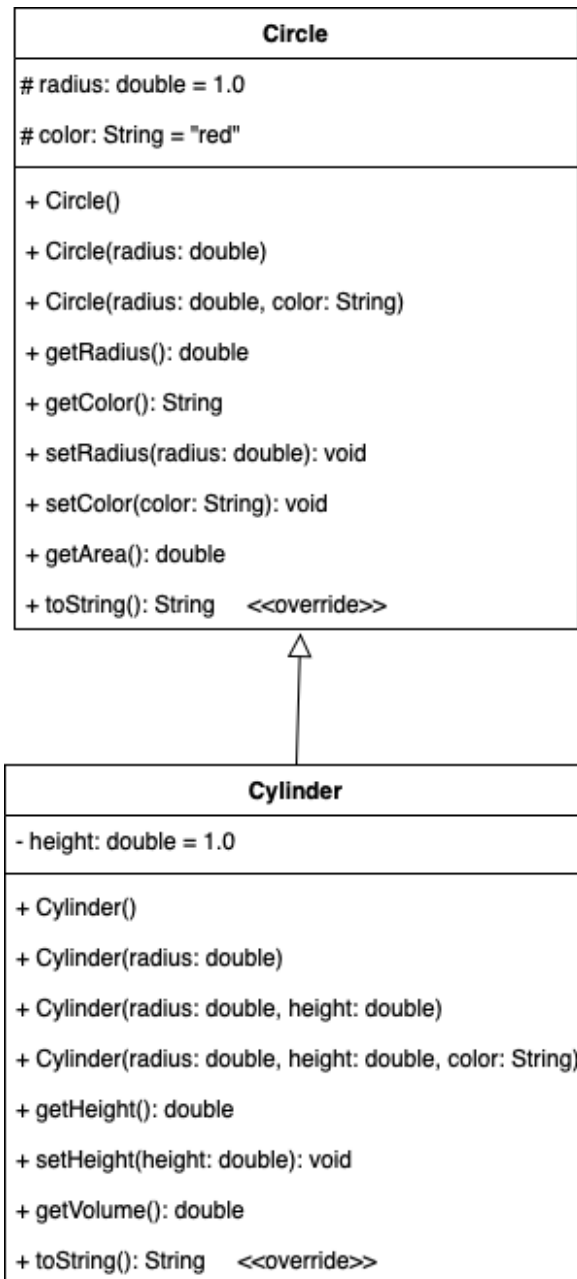 Circle
# radius: double = 1.0
# color: String = "red"
+ Circle()
+ Circle(radius: double)
+ Circle(radius: double, color: String)
+ getRadius(): double
+ getColor(): String
+ setRadius(radius: double): void
+ setColor(color: String): void
+ getArea(): double
+ toString(): String <<override>>
Cylinder
- height: double = 1.0
+ Cylinder()
+ Cylinder(radius: double)
+ Cylinder(radius: double, height: double)
+ Cylinder(radius: double, height: double, color: String)
+ getHeight(): double
+ setHeight(height: double): void
+ getVolume(): double
+ toString(): String <<override>>